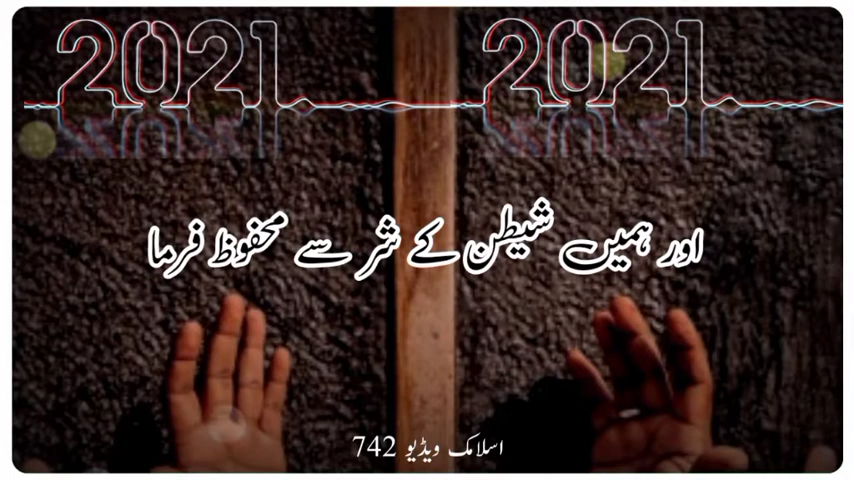 2021 2021
اور ہمیں شیطن کے شر سے محفوظ فرما
اسلامک ویڈیو 742